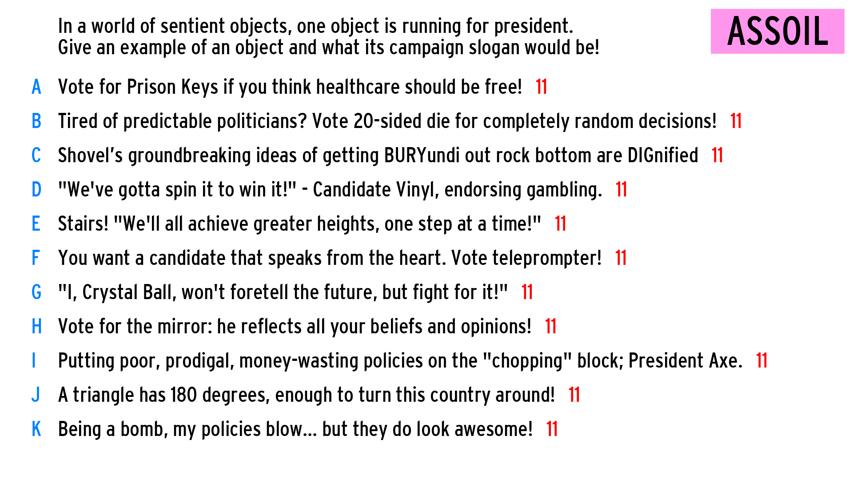 In a world of sentient objects, one object is running for president.
Give an example of an object and what its campaign slogan would be!
ASSOIL
A Vote for Prison Keys if you think healthcare should be free! 11
B Tired of predictable politicians? Vote 20-sided die for completely random decisions! 11
C Shovel's groundbreaking ideas of getting BURYundi out rock bottom are DIGnified 11
D "We've gotta spin it to win it!" - Candidate Vinyl, endorsing gambling. 11
E Stairs! "We'll all achieve greater heights, one step at a time!" 11
F You want a candidate that speaks from the heart. Vote teleprompter! 11
G "I, Crystal Ball, won't foretell the future, but fight for it!" 11
H Vote for the mirror: he reflects all your beliefs and opinions! 11
I Putting poor, prodigal, money-wasting policies on the "chopping" block; President Axe. 11
J A triangle has 180 degrees, enough to turn this country around! 11
K Being a bomb, my policies blow... but they do look awesome! 11